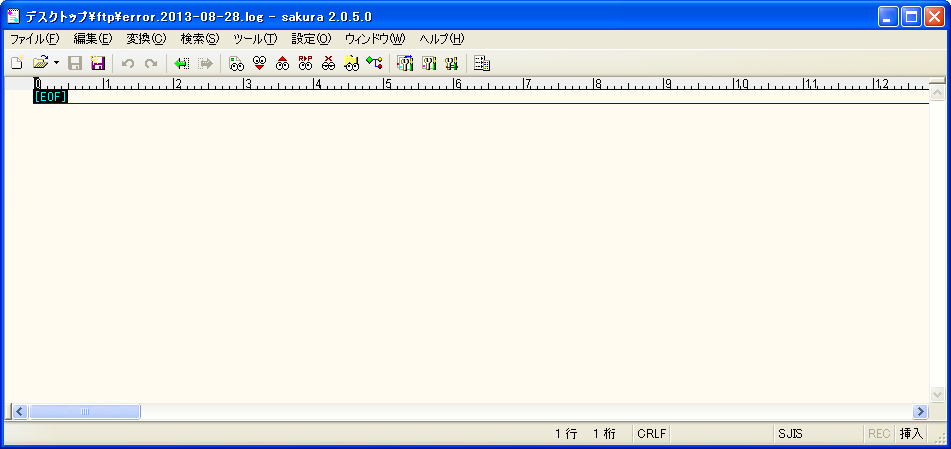 デスクトップ¥ftp¥error.2013-08-28.log - sakura 2.0.5.0
ファイル(F) 編集(E) 変換(C) 検索(S) ツール(T) 設定(O) ウィンドウ(W) ヘルプ(H)
0 1 2 3 4 5 6 7 8 9 10 11 12
[EOF]
1 行 1 桁 CRLF SJIS REC 挿入